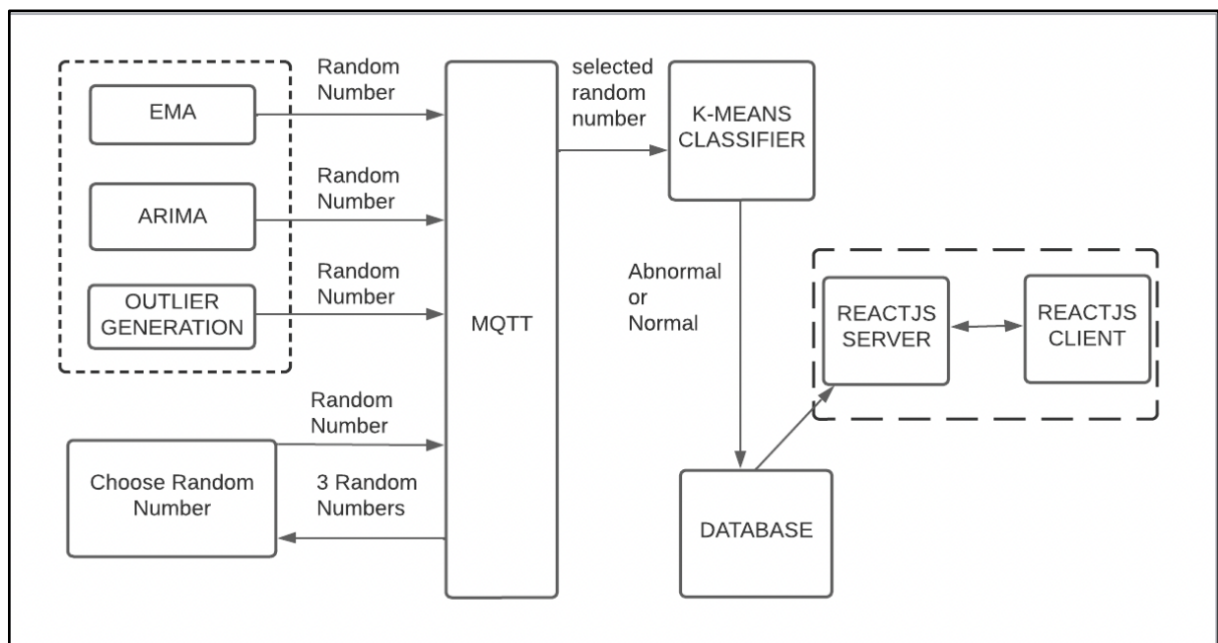 Random
Number
EMA
Random
Number
ARIMA
Random
Number
OUTLIER
GENERATION
Random
Number
Choose Random
Number
3 Random
Numbers
MQTT
selected
random
number
K-MEANS
CLASSIFIER
Abnormal
or
Normal
REACTJS
SERVER
REACTJS
CLIENT
DATABASE